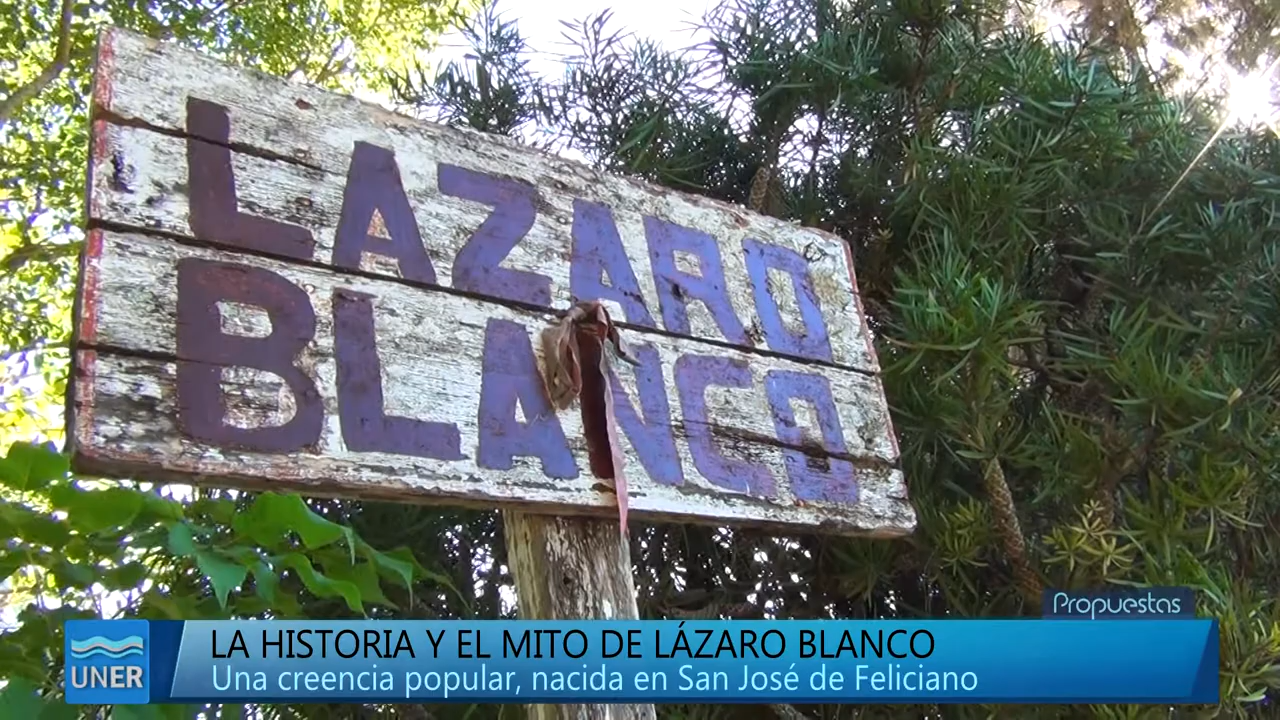 LAZARO
BLANCO
Propuestas
LA HISTORIA Y EL MITO DE LÁZARO BLANCO
Una creencia popular, nacida en San José de Feliciano
UNER